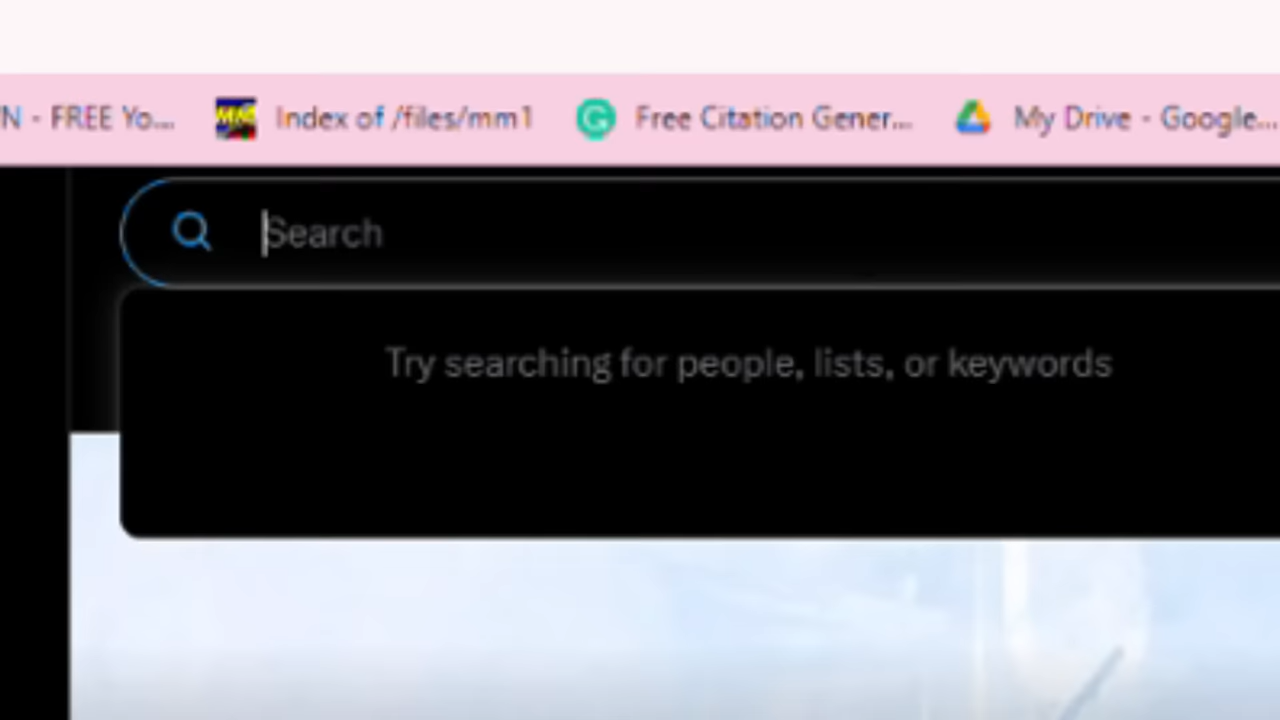 N - FREE Yo... Index of /files/mm1 Free Citation Gener... My Drive - Google...
Search
Try searching for people, lists, or keywords